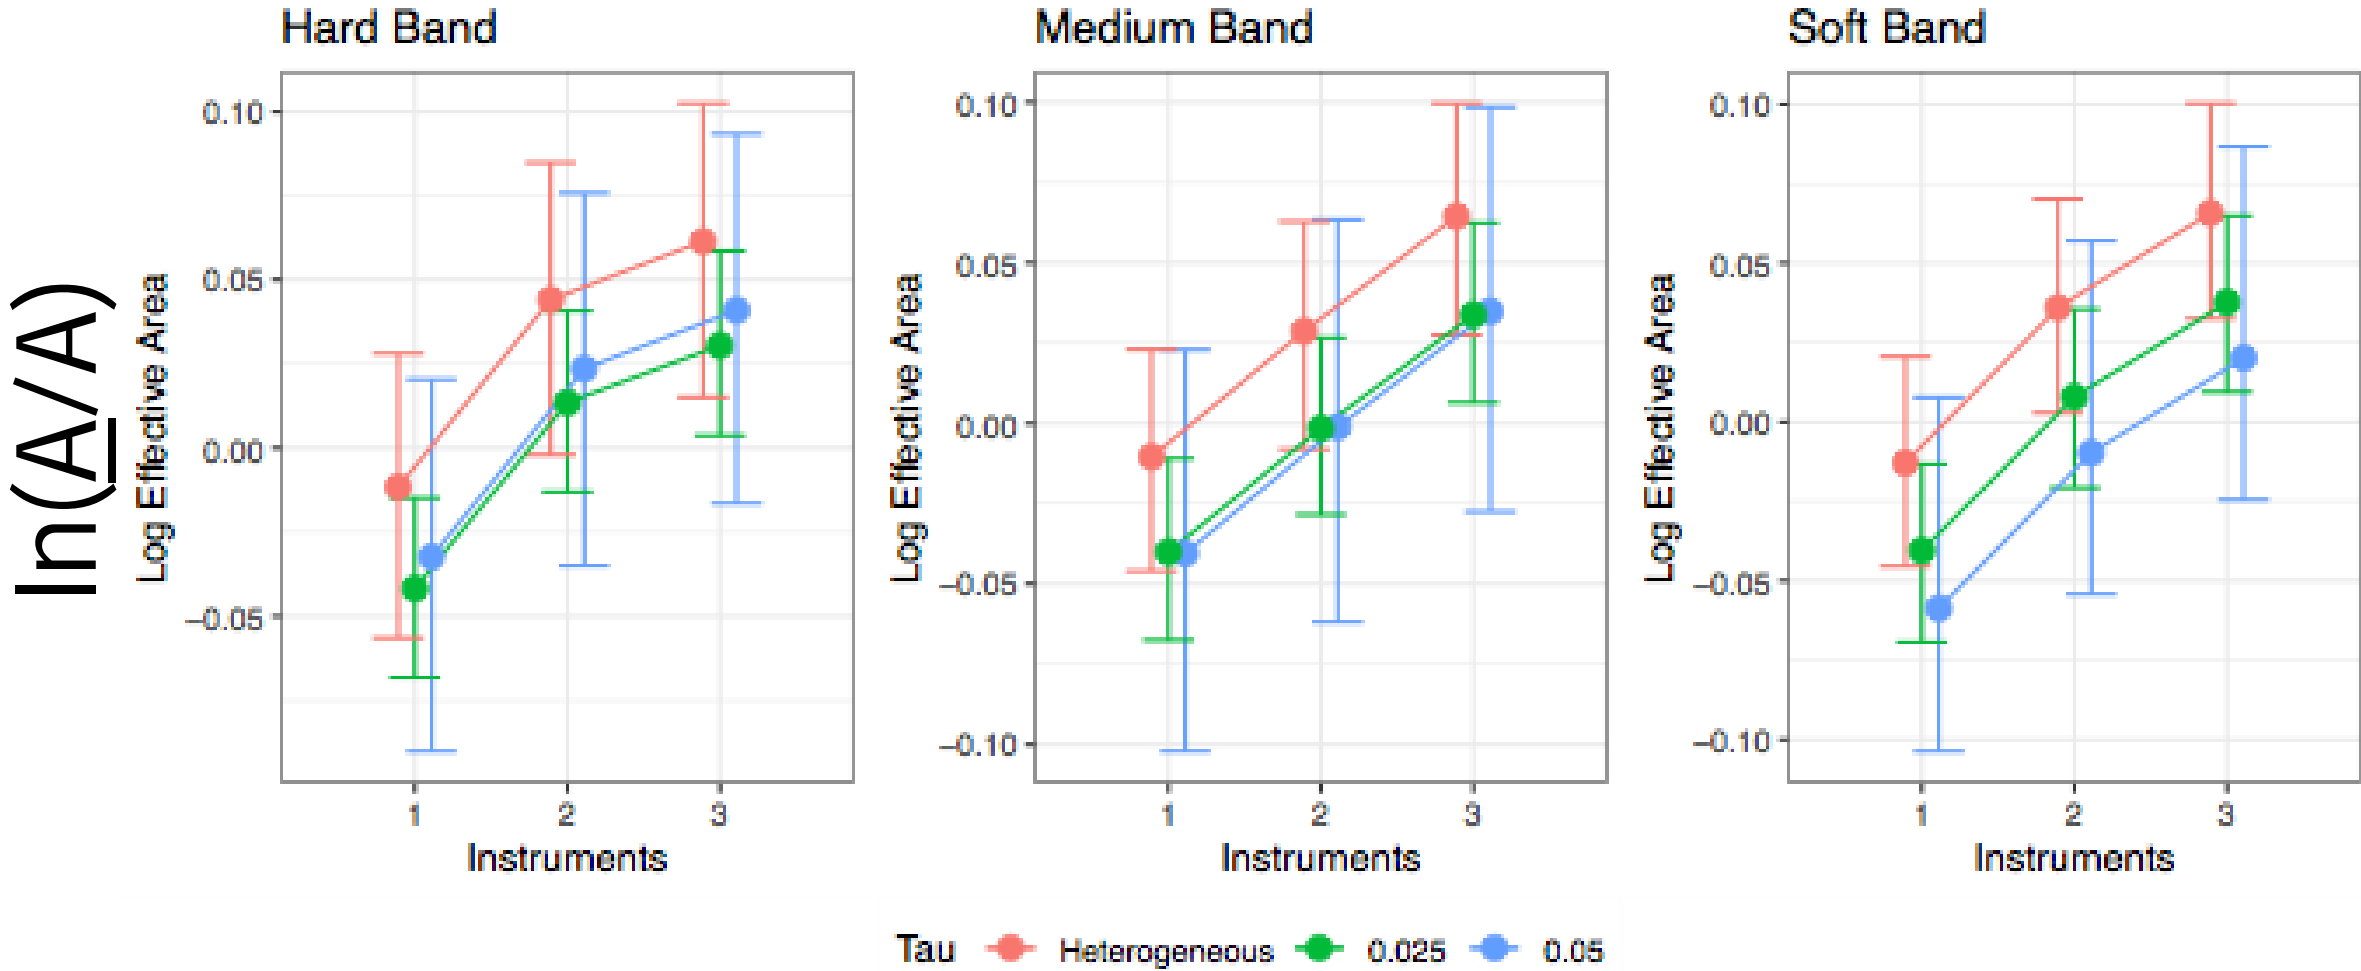 Hard Band
Medium Band
Soft Band
ln(A/A)
Log Effective Area
0.10
0.05
0.00
−0.05
1 2 3
Instruments
Log Effective Area
0.10
0.05
0.00
−0.05
−0.10
1 2 3
Instruments
Log Effective Area
0.10
0.05
0.00
−0.05
−0.10
1 2 3
Instruments
Tau Heterogeneous 0.025 0.05